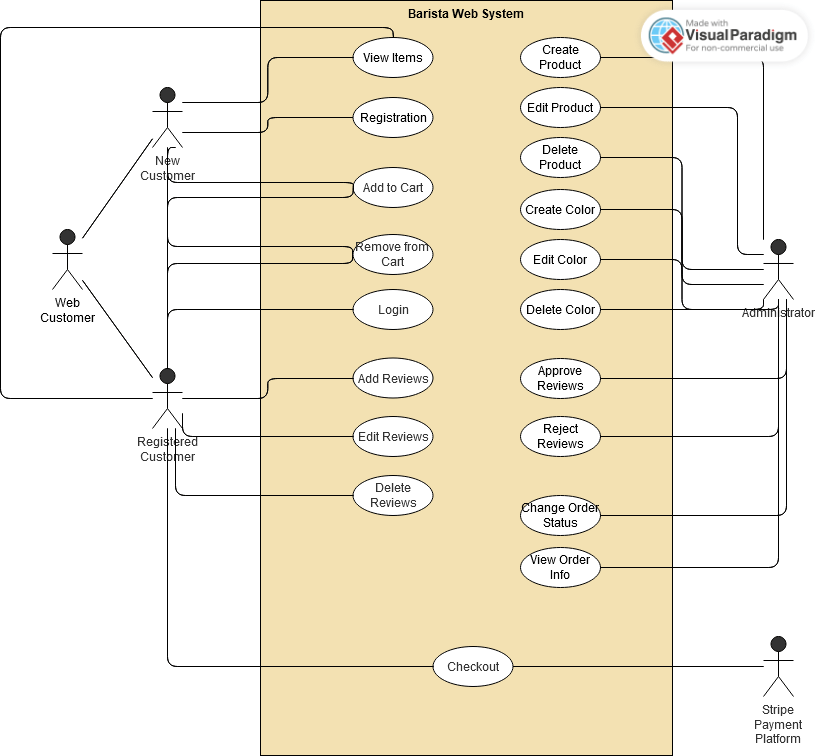 Barista Web System
Made with
VisualParadigm
For non-commercial use
View Items
Create
Product
Registration
Edit Product
New
Customer
Delete
Product
Add to Cart
Create Color
Remove from
Cart
Edit Color
Web
Customer
Login
Delete Color
Administrator
Add Reviews
Approve
Reviews
Registered
Customer
Edit Reviews
Reject
Reviews
Delete
Reviews
Change Order
Status
View Order
Info
Checkout
Stripe
Payment
Platform